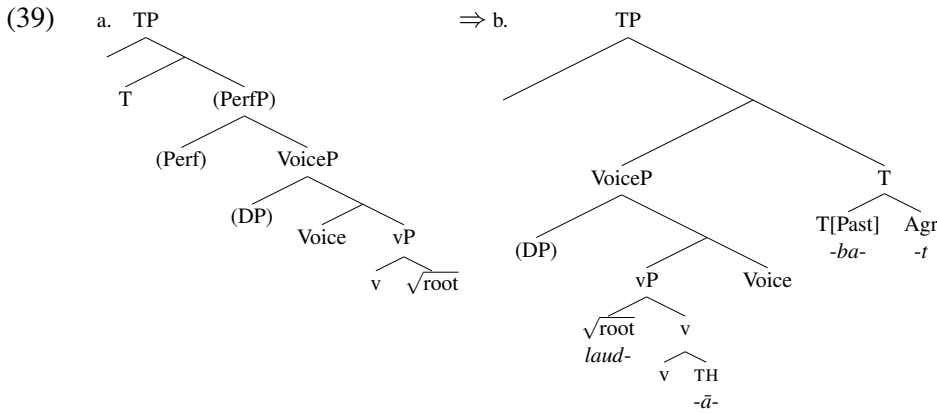 (39) a. TP ⇒ b. TP
T (PerfP)
(Perf) VoiceP VoiceP T
(DP) T[Past] Agr
Voice vP (DP) -ba- -t
v √root vP Voice
√root v
laud-
v TH
-ā-